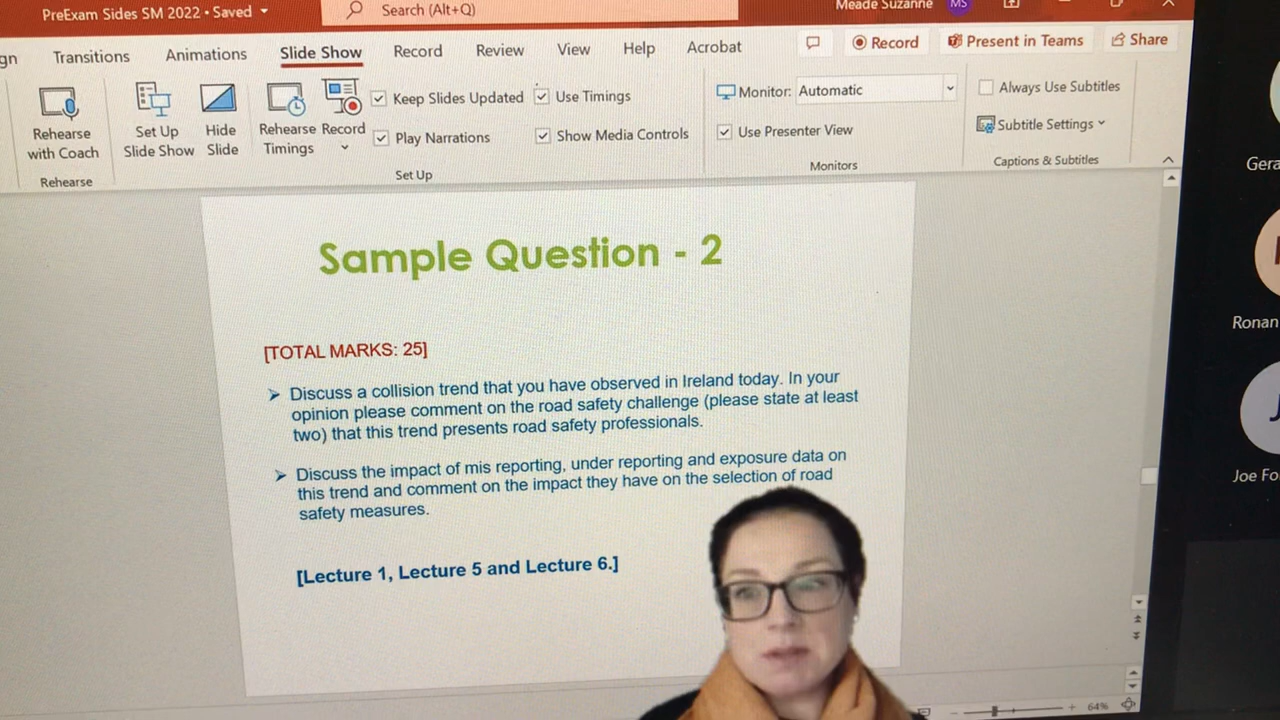 PreExam Sides SM 2022 • Saved
Search (Alt+Q)
Meade Suzanne
MS
gn Transitions Animations Slide Show Record Review View Help Acrobat
Record
Present in Teams
Share
Rehearse with Coach
Set Up Slide Show
Hide Slide
Rehearse Timings
Record
Keep Slides Updated
Use Timings
Play Narrations
Show Media Controls
Monitor: Automatic
Use Presenter View
Always Use Subtitles
Subtitle Settings
Rehearse
Set Up
Monitors
Captions & Subtitles
Sample Question - 2
[TOTAL MARKS: 25]
Discuss a collision trend that you have observed in Ireland today. In your
opinion please comment on the road safety challenge (please state at least
two) that this trend presents road safety professionals.
Discuss the impact of mis reporting, under reporting and exposure data on
this trend and comment on the impact they have on the selection of road
safety measures.
[Lecture 1, Lecture 5 and Lecture 6.]
Gera
Ronan
Joe Fo
64%